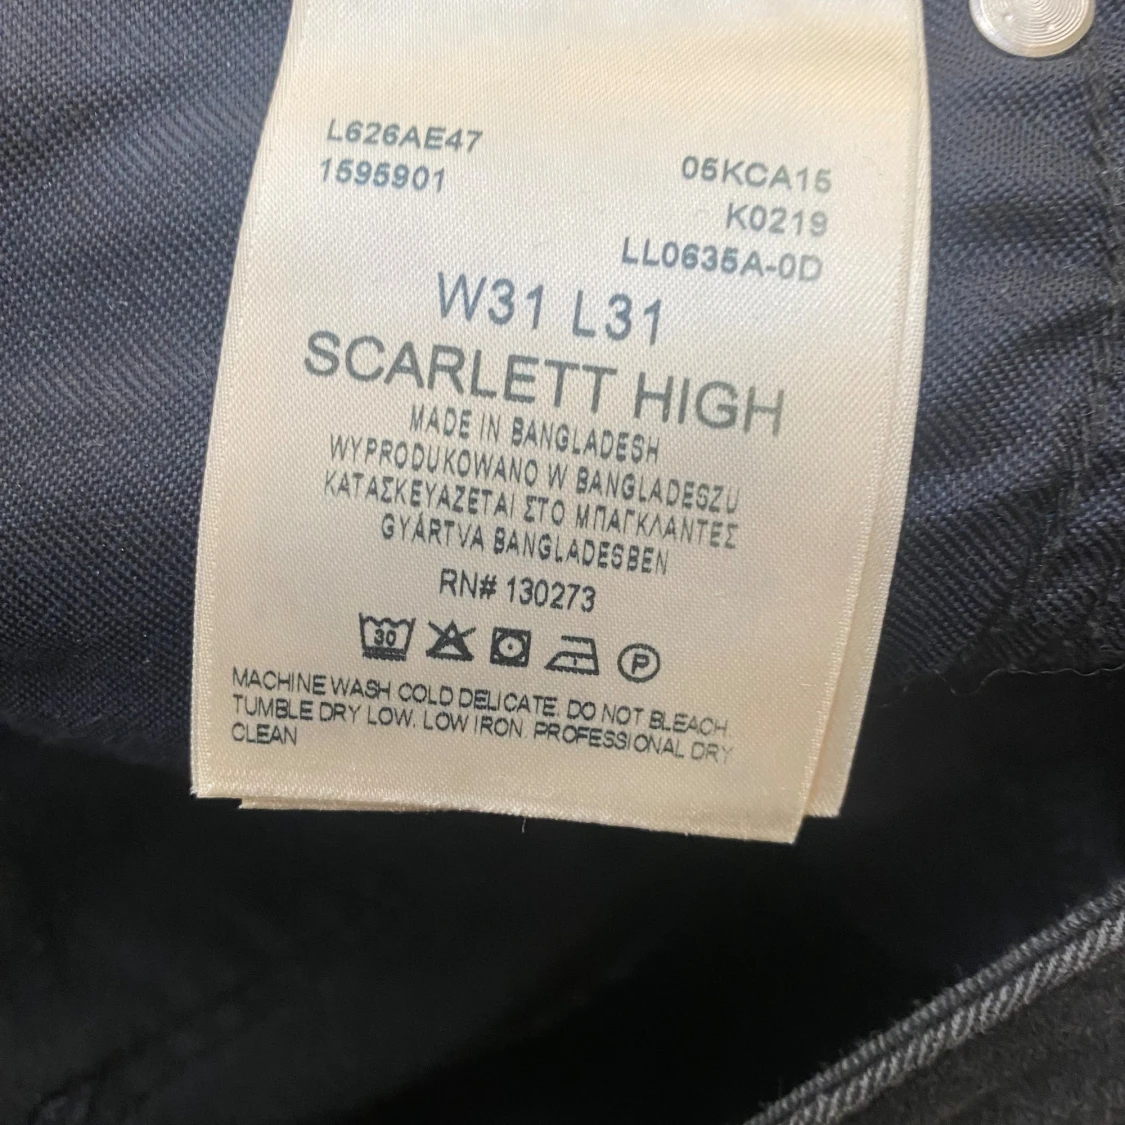 L626AE47
1595901
05KCA15
K0219
LL0635A-0D
W31 L31
SCARLETT HIGH
MADE IN BANGLADESH
WYPRODUKOWANO W BANGLADESZU
ΚΑΤΑΣΚΕΥΑΖΕΤΑΙ ΣΤΟ ΜΠΑΓΚΛΑΝΤΕΣ
GYÁRTVA BANGLADESBEN
RN# 130273
30
P
MACHINE WASH COLD DELICATE. DO NOT BLEACH.
TUMBLE DRY LOW. LOW IRON. PROFESSIONAL DRY
CLEAN